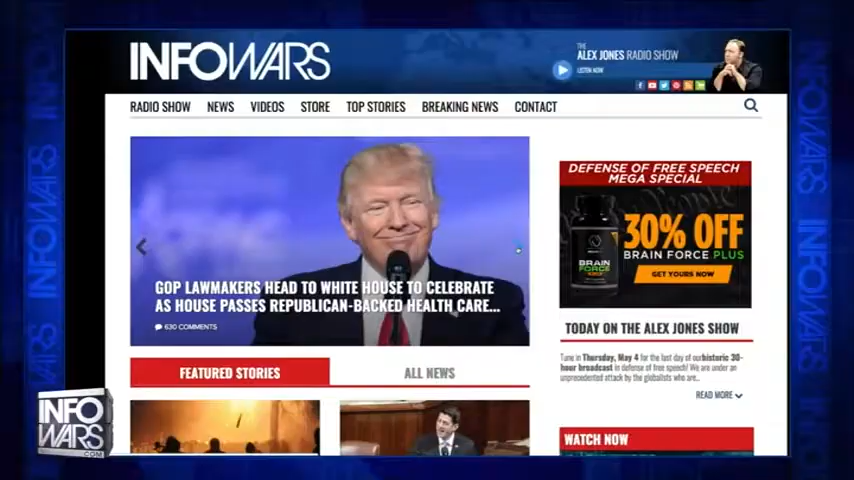 INFOWARS
THE
ALEX JONES RADIO SHOW
LISTEN NOW
RADIO SHOW NEWS VIDEOS STORE TOP STORIES BREAKING NEWS CONTACT
GOP LAWMAKERS HEAD TO WHITE HOUSE TO CELEBRATE
AS HOUSE PASSES REPUBLICAN-BACKED HEALTH CARE...
630 COMMENTS
DEFENSE OF FREE SPEECH
MEGA SPECIAL
30% OFF
BRAIN FORCE PLUS
GET YOURS NOW
BRAIN
FORCE
TODAY ON THE ALEX JONES SHOW
Tune in Thursday, May 4 for the last day of our historic 30-
hour broadcast in defense of free speech! We are under an
unprecedented attack by the globalists who are...
READ MORE
FEATURED STORIES
ALL NEWS
WATCH NOW
INFO
WARS
.COM
INFOWARS
INFOWARS